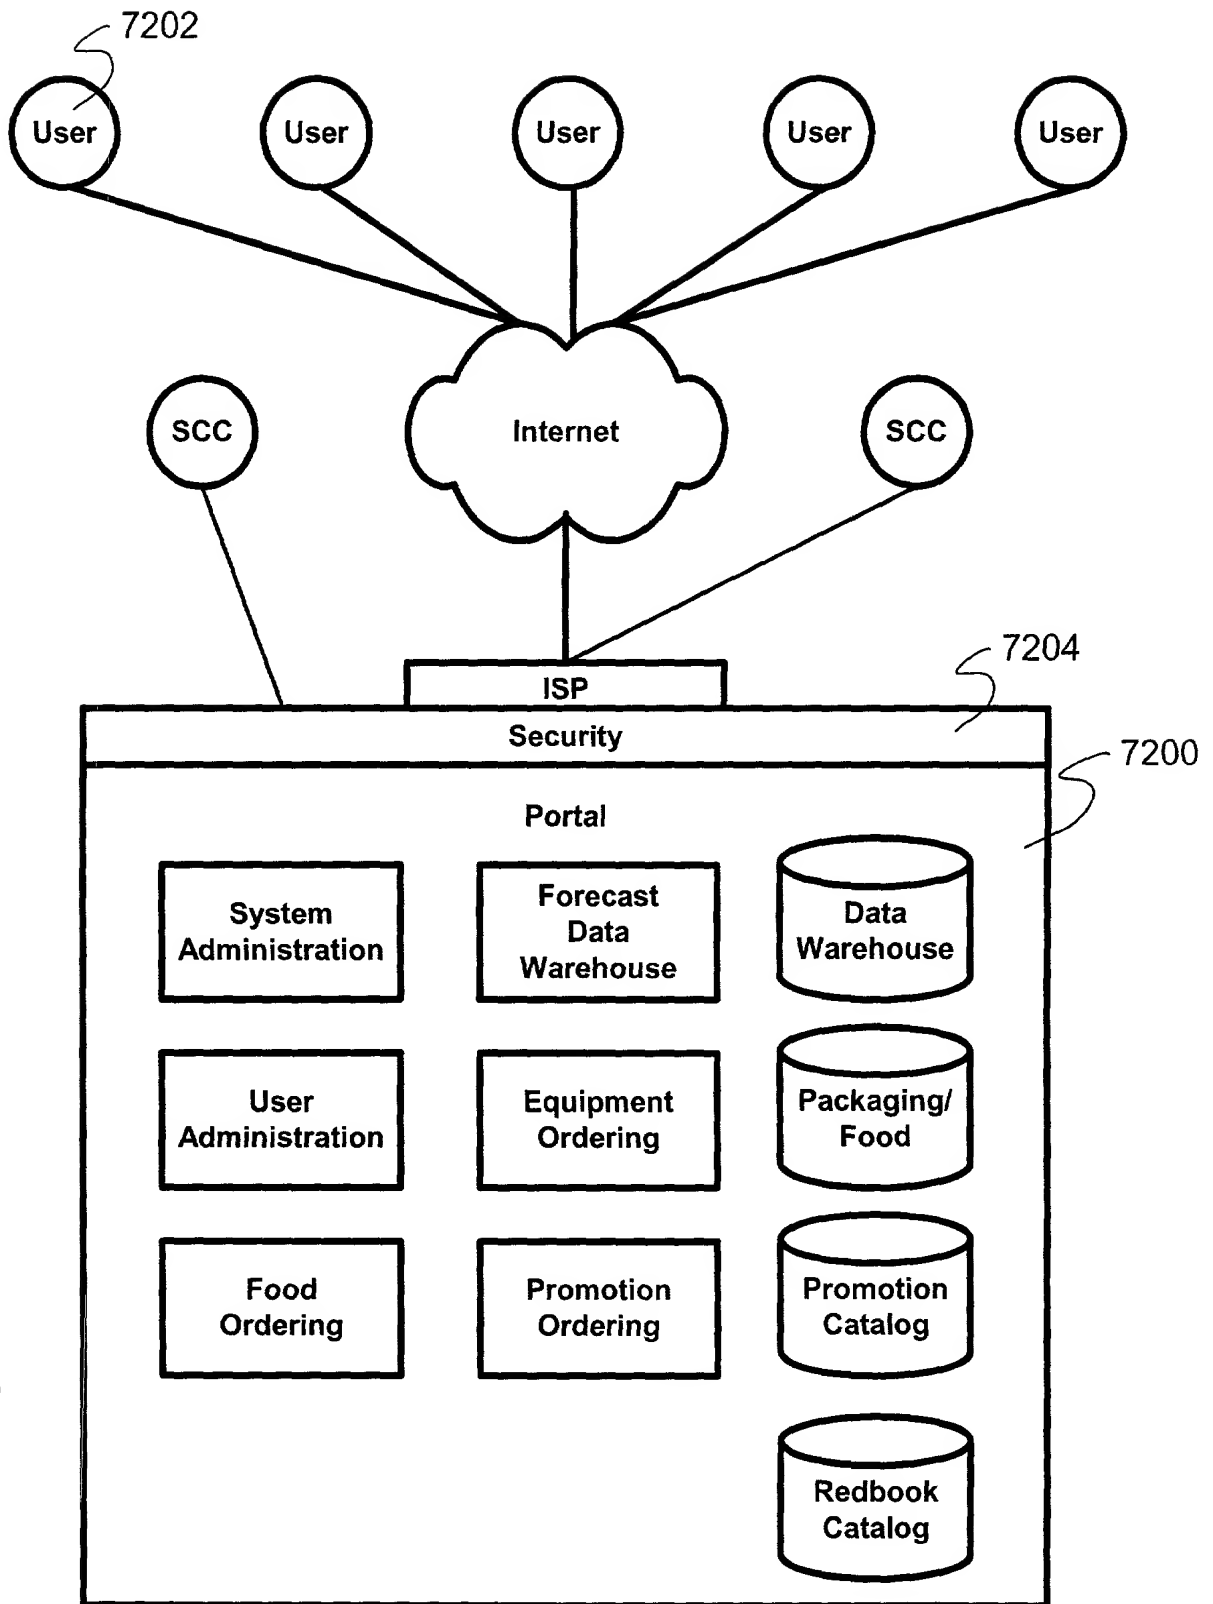 7202
User
User
User
User
User
SCC
Internet
SCC
7204
ISP
Security
7200
Portal
System
Administration
Forecast
Data
Warehouse
Data
Warehouse
User
Administration
Equipment
Ordering
Packaging/
Food
Food
Ordering
Promotion
Ordering
Promotion
Catalog
Redbook
Catalog